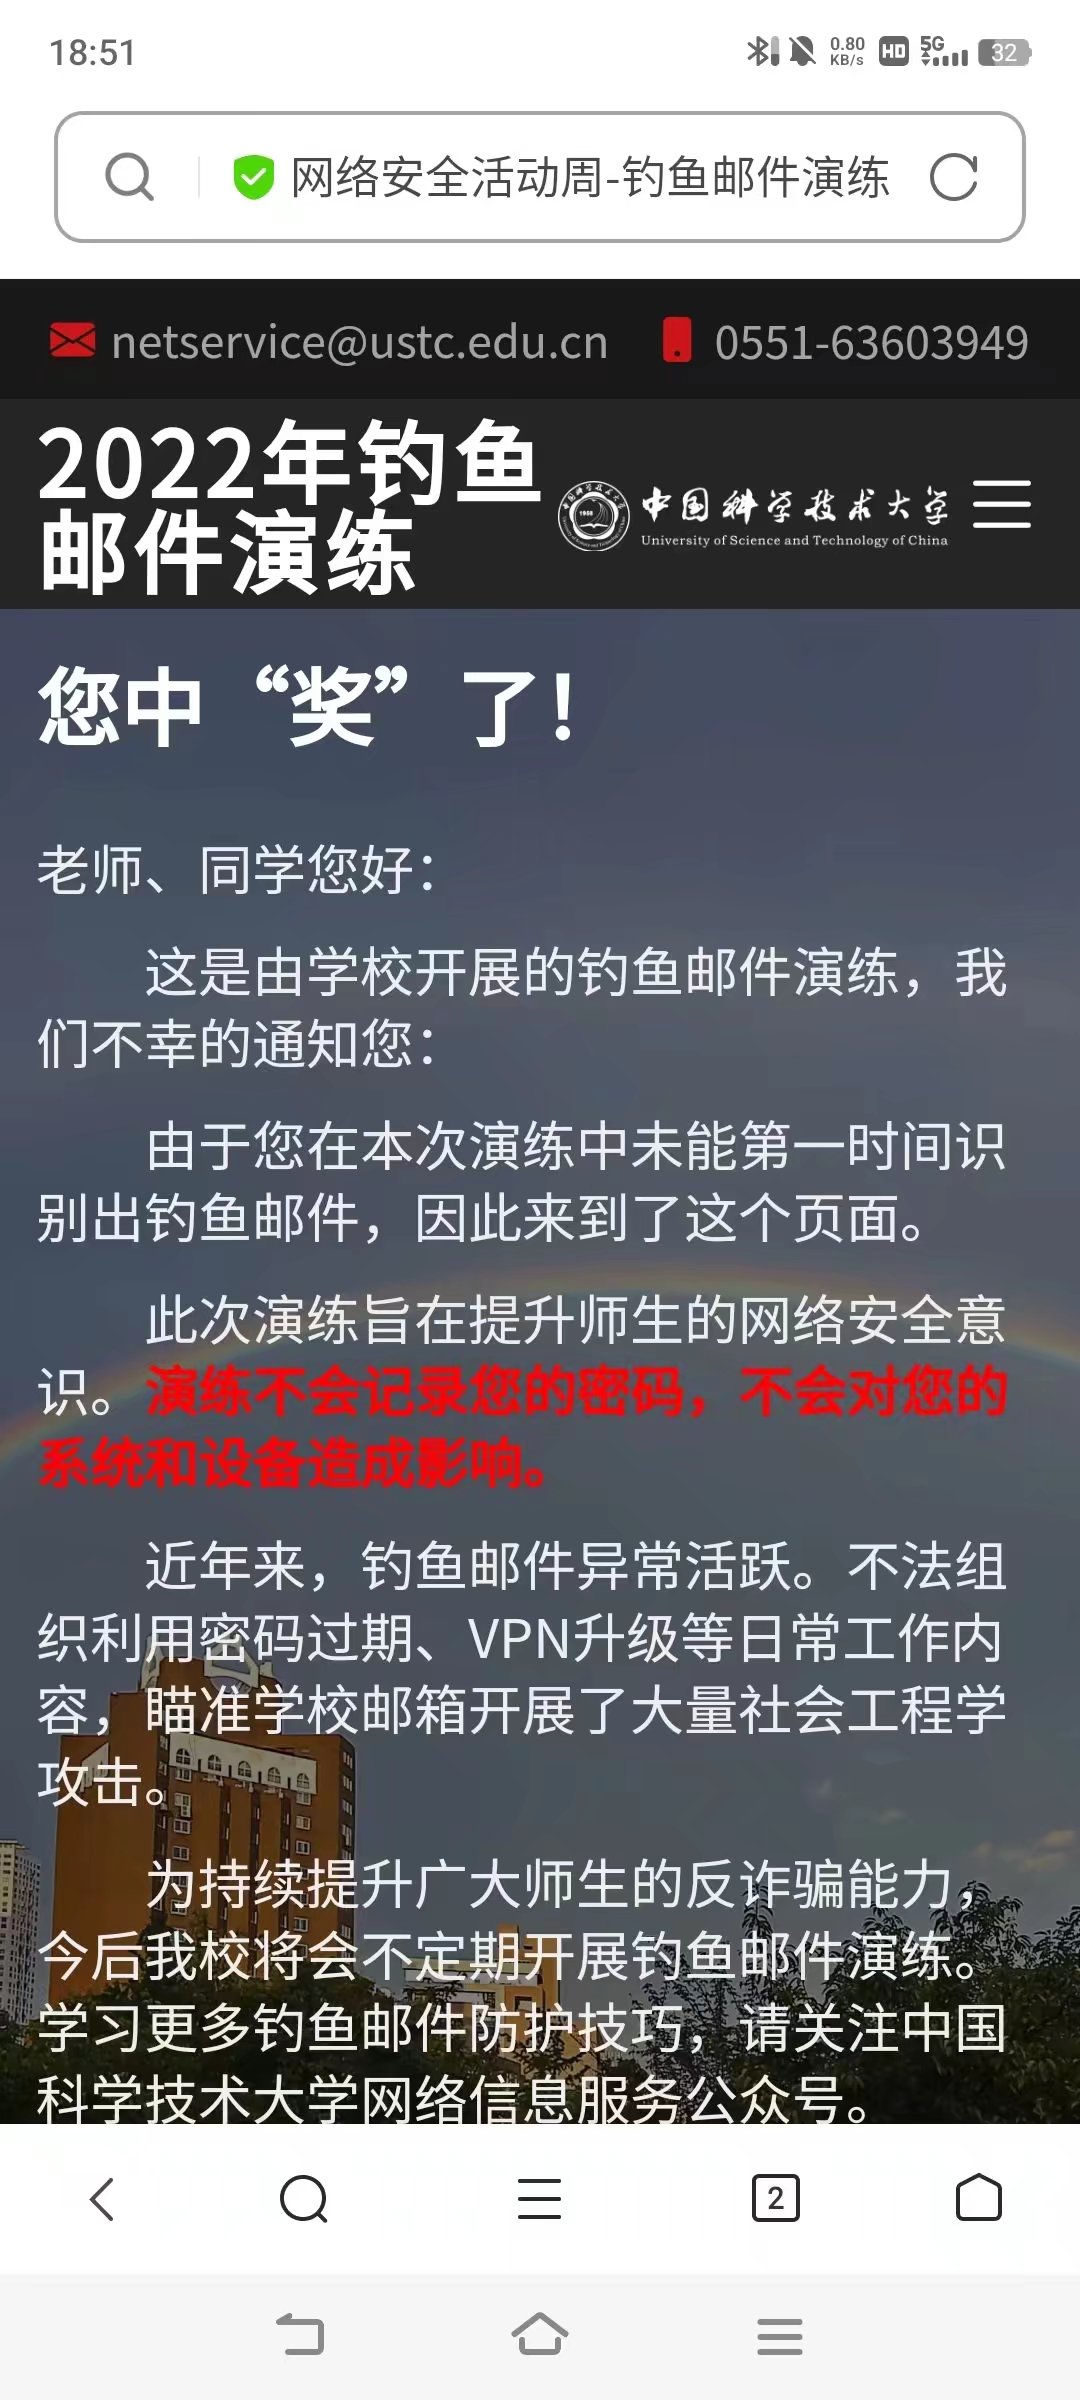 18:51
0.80
KB/s
HD
5G
32
网络安全活动周-钓鱼邮件演练
netservice@ustc.edu.cn
0551-63603949
2022年钓鱼
邮件演练
中国科学技术大学
University of Science and Technology of China
1958
您中“奖”了！
老师、同学您好：
这是由学校开展的钓鱼邮件演练，我
们不幸的通知您：
由于您在本次演练中未能第一时间识
别出钓鱼邮件，因此来到了这个页面。
此次演练旨在提升师生的网络安全意
识。演练不会记录您的密码，不会对您的
系统和设备造成影响。
近年来，钓鱼邮件异常活跃。不法组
织利用密码过期、VPN升级等日常工作内
容，瞄准学校邮箱开展了大量社会工程学
攻击。
为持续提升广大师生的反诈骗能力，
今后我校将会不定期开展钓鱼邮件演练。
学习更多钓鱼邮件防护技巧，请关注中国
科学技术大学网络信息服务公众号。
2